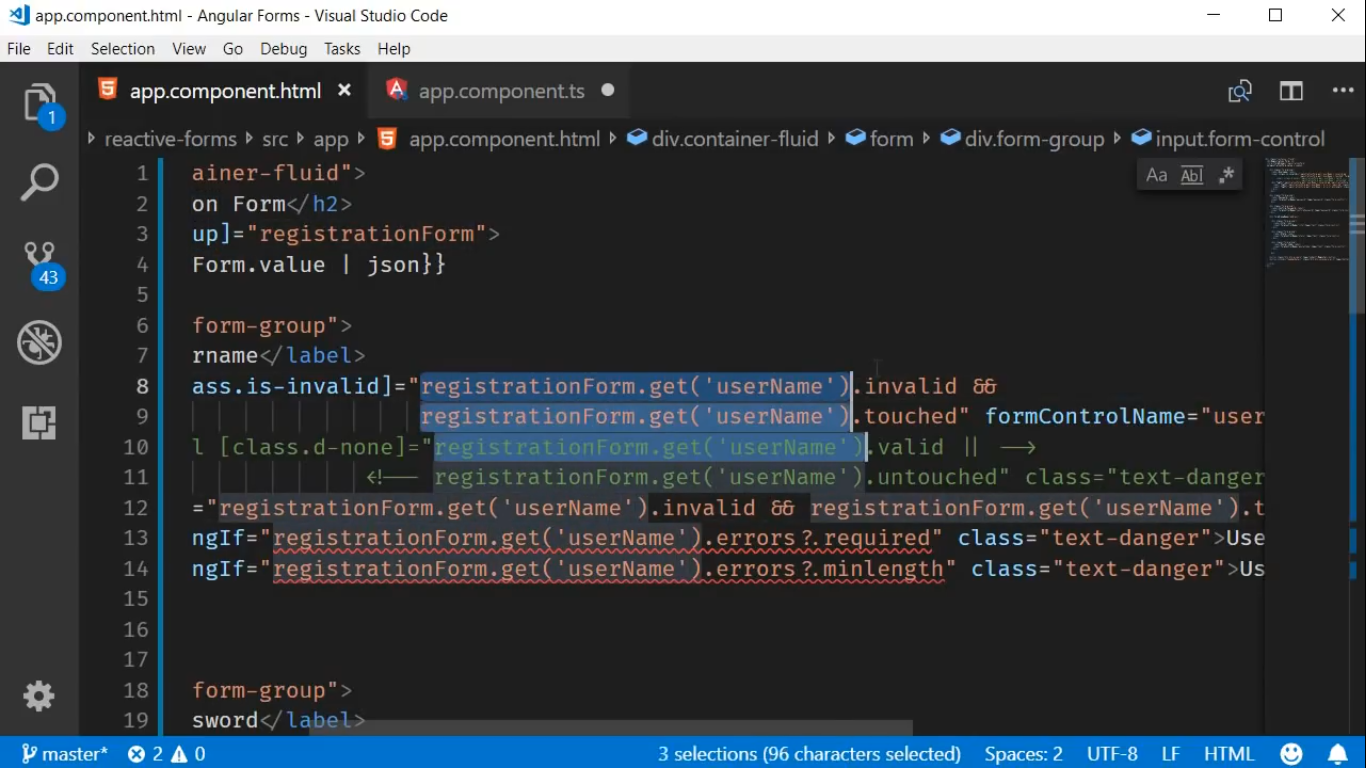 app.component.html - Angular Forms - Visual Studio Code
File Edit Selection View Go Debug Tasks Help
app.component.html × app.component.ts
reactive-forms src app app.component.html div.container-fluid form div.form-group input.form-control
Aa Abl .*
1
43
1 ainer-fluid">
2 on Form</h2>
3 up]="registrationForm">
4 Form.value | json}}
5
6 form-group">
7 rname</label>
8 ass.is-invalid]="registrationForm.get('userName').invalid &&
9 registrationForm.get('userName').touched" formControlName="user
10 l [class.d-none]="registrationForm.get('userName').valid || -->
11 <!-- registrationForm.get('userName').untouched" class="text-danger
12 ="registrationForm.get('userName').invalid && registrationForm.get('userName').t
13 ngIf="registrationForm.get('userName').errors?.required" class="text-danger">Use
14 ngIf="registrationForm.get('userName').errors?.minlength" class="text-danger">Us
15
16
17
18 form-group">
19 sword</label>
master* 2 0 3 selections (96 characters selected) Spaces: 2 UTF-8 LF HTML